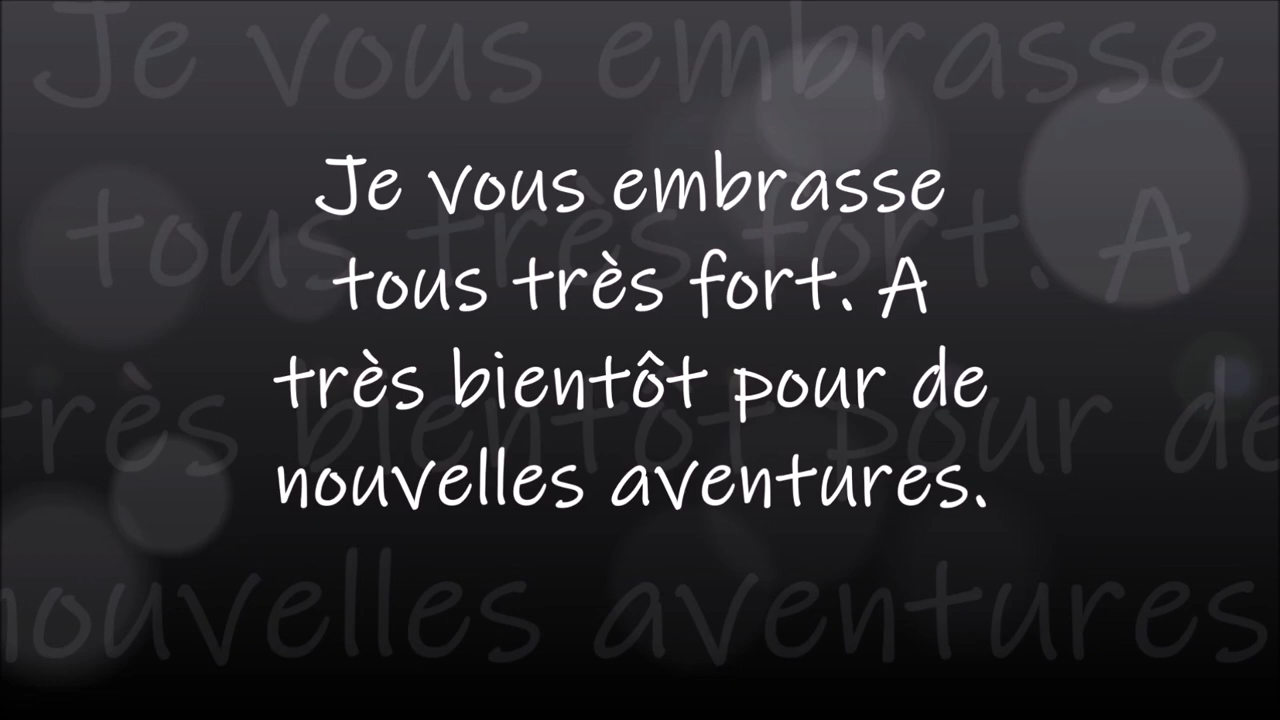 Je vous embrasse
tous très fort. A
très bientôt pour de
nouvelles aventures.